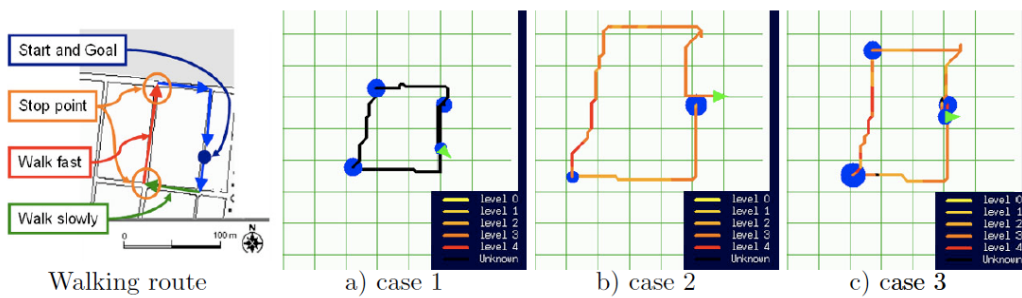 Start and Goal
Stop point
Walk fast
Walk slowly
0
100 m
N
Walking route
level 0
level 1
level 2
level 3
level 4
Unknown
a) case 1
level 0
level 1
level 2
level 3
level 4
Unknown
b) case 2
level 0
level 1
level 2
level 3
level 4
Unknown
c) case 3